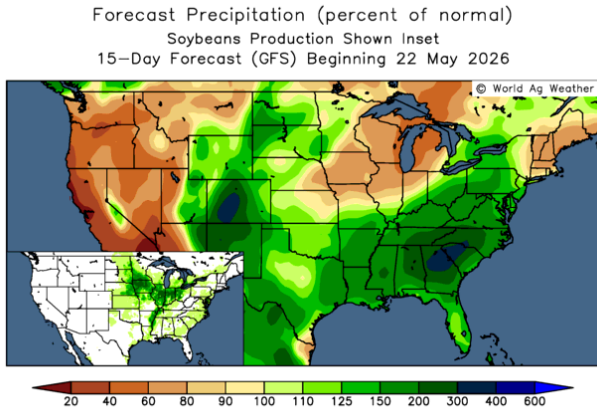 Forecast Precipitation (percent of normal)
Soybeans Production Shown Inset
15-Day Forecast (GFS) Beginning 22 May 2026
© World Ag Weather
20 40 60 80 90 100 110 125 150 200 300 400 600